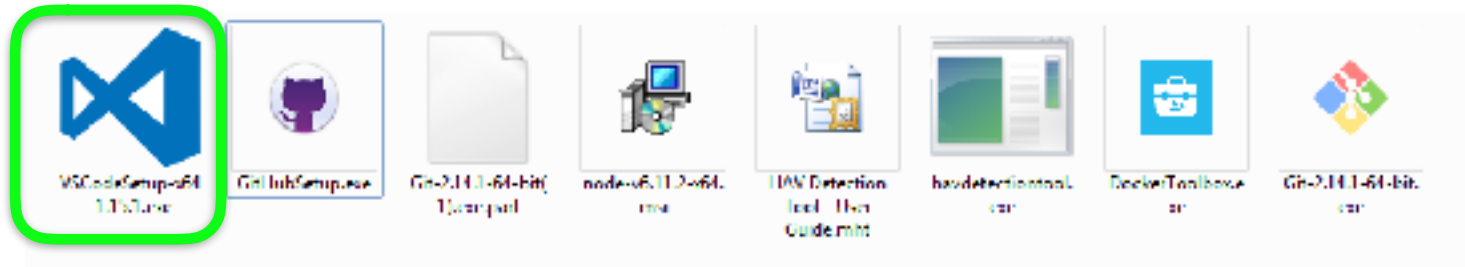 VSCodeSetup-x64
1.15.1.exe
GitHubSetup.exe
Git-2.14.1-64-bit(
1).exe.part
node-v6.11.2-x64.
msi
HAV Detection
Tool - User
Guide.mht
havdetectiontool.
exe
DockerToolbox.e
xe
Git-2.14.1-64-bit.
exe